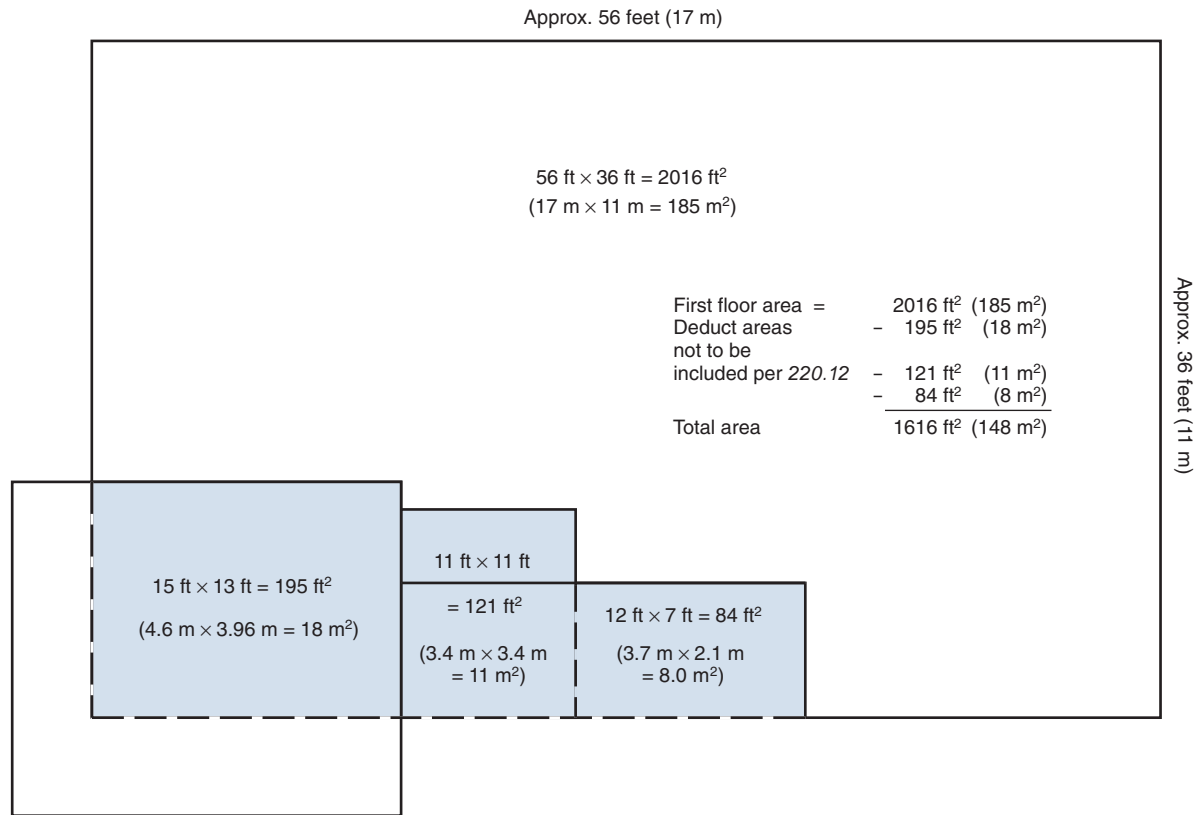 Approx. 56 feet (17 m)
56 ft × 36 ft = 2016 ft²
(17 m × 11 m = 185 m²)
First floor area = 2016 ft² (185 m²)
Deduct areas – 195 ft² (18 m²)
not to be
included per 220.12 – 121 ft² (11 m²)
– 84 ft² (8 m²)
Total area 1616 ft² (148 m²)
Approx. 36 feet (11 m)
15 ft × 13 ft = 195 ft²
(4.6 m × 3.96 m = 18 m²)
11 ft × 11 ft
= 121 ft²
(3.4 m × 3.4 m
= 11 m²)
12 ft × 7 ft = 84 ft²
(3.7 m × 2.1 m
= 8.0 m²)